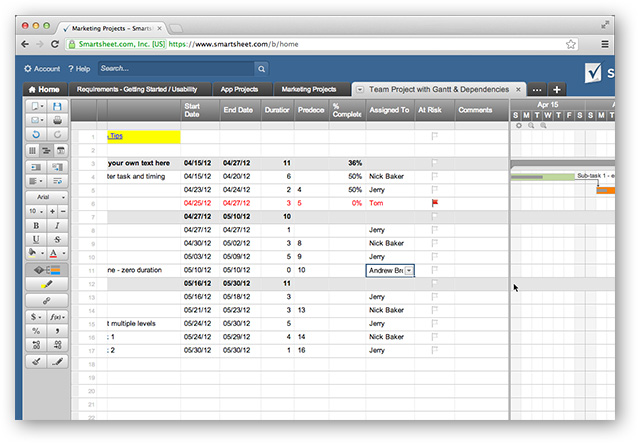 Marketing Projects – Smarts
Smartsheet.com, Inc. [US] https://www.smartsheet.com/b/home
Account ? Help Search...
Home Requirements - Getting Started / Usability App Projects Marketing Projects Team Project with Gantt & Dependencies
Start Date End Date Duration Predece % Complete Assigned To At Risk Comments Apr 15
S M T W T F S S M T W
1 Tips
2
3 your own text here 04/15/12 04/27/12 11 36%
4 ter task and timing 04/15/12 04/20/12 6 50% Nick Baker Sub-task 1 - e
5 04/23/12 04/24/12 2 4 50% Jerry
6 04/25/12 04/27/12 3 5 0% Tom
7 04/27/12 05/10/12 10
8 04/27/12 04/27/12 1 Jerry
9 04/30/12 05/02/12 3 8 Nick Baker
10 05/03/12 05/09/12 5 9 Jerry
11 ne - zero duration 05/10/12 05/10/12 0 10 Andrew Bro
12 05/16/12 05/30/12 11
13 05/16/12 05/18/12 3 Jerry
14 05/21/12 05/23/12 3 13 Nick Baker
15 t multiple levels 05/24/12 05/30/12 5 Jerry
16 t 1 05/24/12 05/29/12 4 14 Nick Baker
17 t 2 05/30/12 05/30/12 1 16 Jerry
18
19
20
21
22
Arial
10
B I
U S
A
$ f(x)
% ,